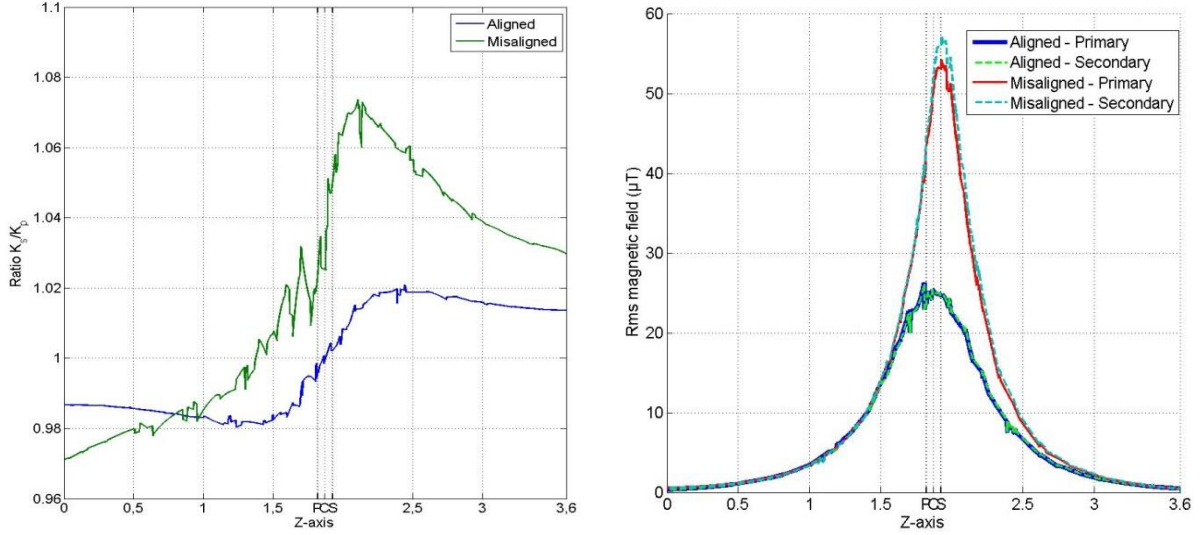 1.1
1.08
1.06
1.04
1.02
1
0.98
0.96
Ratio Ks/Kp
0
0,5
1
1,5
PCS
2,5
3
3,6
Z-axis
Aligned
Misaligned
60
50
40
30
20
10
0
Rms magnetic field (µT)
0
0.5
1
1.5
PCS
2.5
3
3.6
Z-axis
Aligned - Primary
Aligned - Secondary
Misaligned - Primary
Misaligned - Secondary